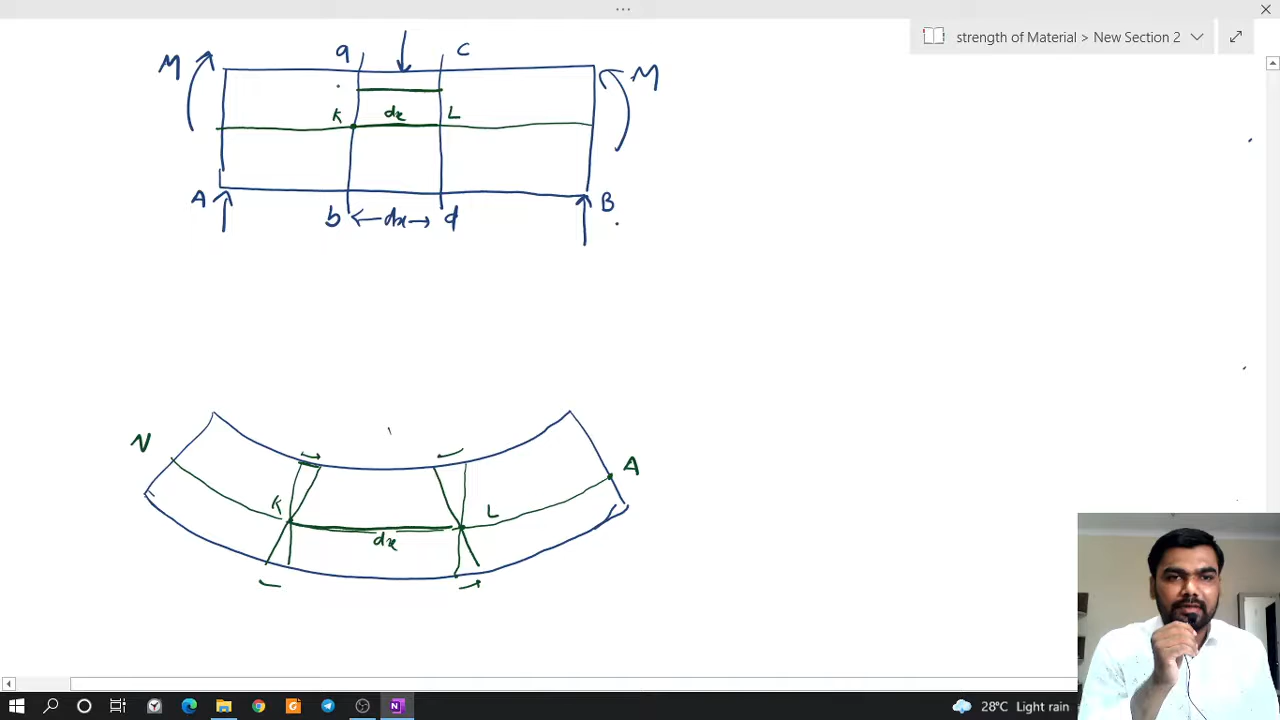 ...
strength of Material > New Section 2
a c
M M
K dx L
A B
b dx d
N A
K L
dx
28°C Light rain